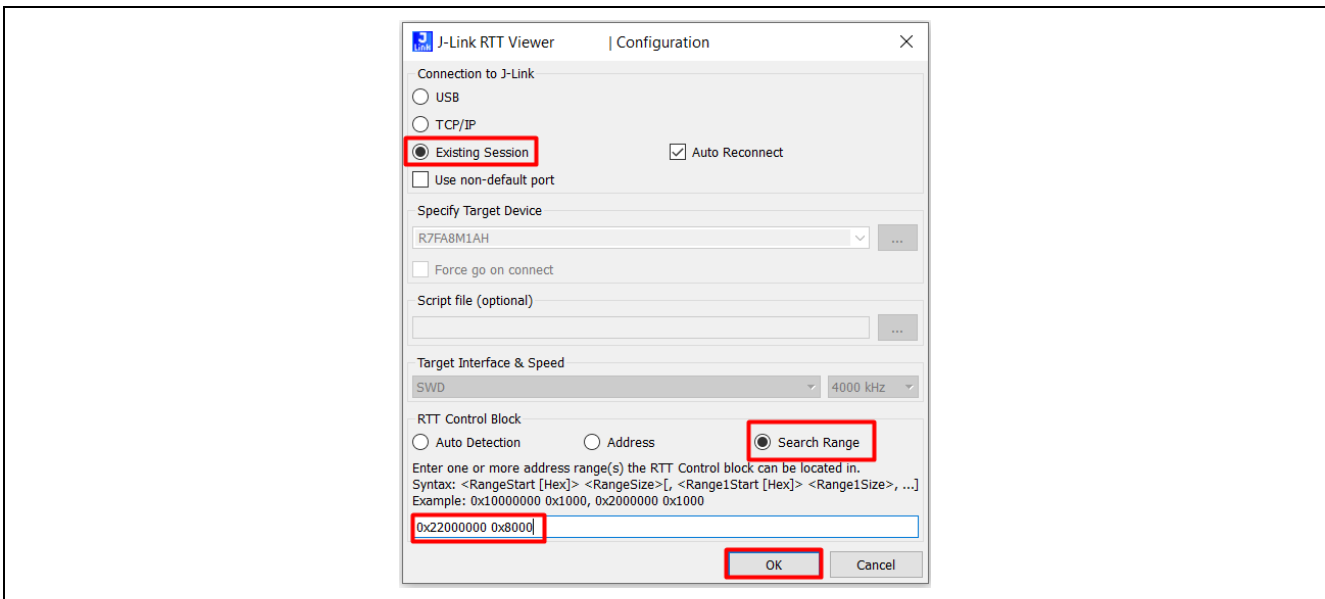 J-Link RTT Viewer | Configuration
Connection to J-Link
USB
TCP/IP
Existing Session Auto Reconnect
Use non-default port
Specify Target Device
R7FA8M1AH ...
Force go on connect
Script file (optional)
...
Target Interface & Speed
SWD 4000 kHz
RTT Control Block
Auto Detection Address Search Range
Enter one or more address range(s) the RTT Control block can be located in.
Syntax: <RangeStart [Hex]> <RangeSize>[, <Range1Start [Hex]> <Range1Size>, ...]
Example: 0x10000000 0x1000, 0x2000000 0x1000
0x22000000 0x8000
OK Cancel